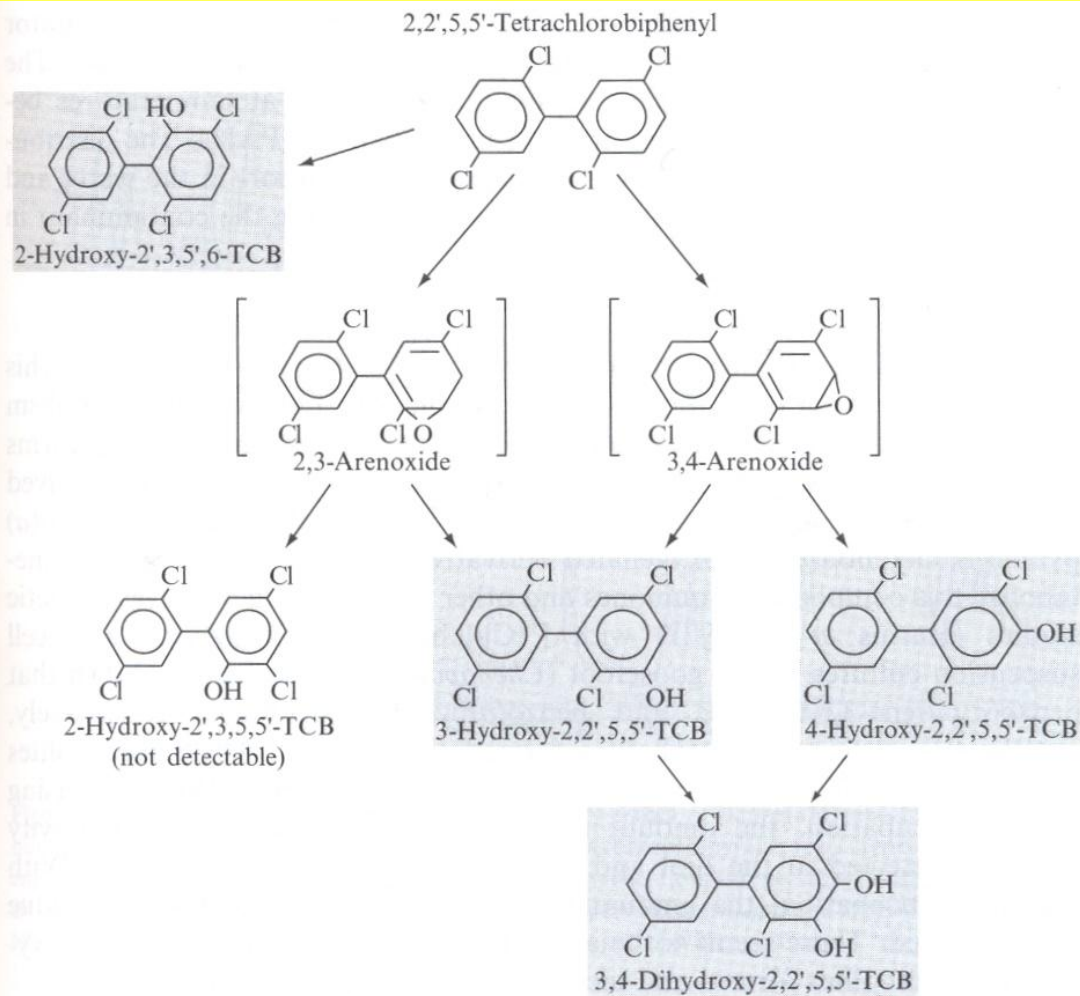 2,2',5,5'-Tetrachlorobiphenyl
Cl Cl
Cl Cl
Cl HO Cl
Cl Cl
2-Hydroxy-2',3,5',6-TCB
Cl Cl
Cl Cl O
2,3-Arenoxide
Cl Cl
O
Cl Cl
3,4-Arenoxide
Cl Cl
Cl OH Cl
2-Hydroxy-2',3,5,5'-TCB
(not detectable)
Cl Cl
Cl Cl OH
3-Hydroxy-2,2',5,5'-TCB
Cl Cl
OH
Cl Cl
4-Hydroxy-2,2',5,5'-TCB
Cl Cl
OH
Cl Cl OH
3,4-Dihydroxy-2,2',5,5'-TCB